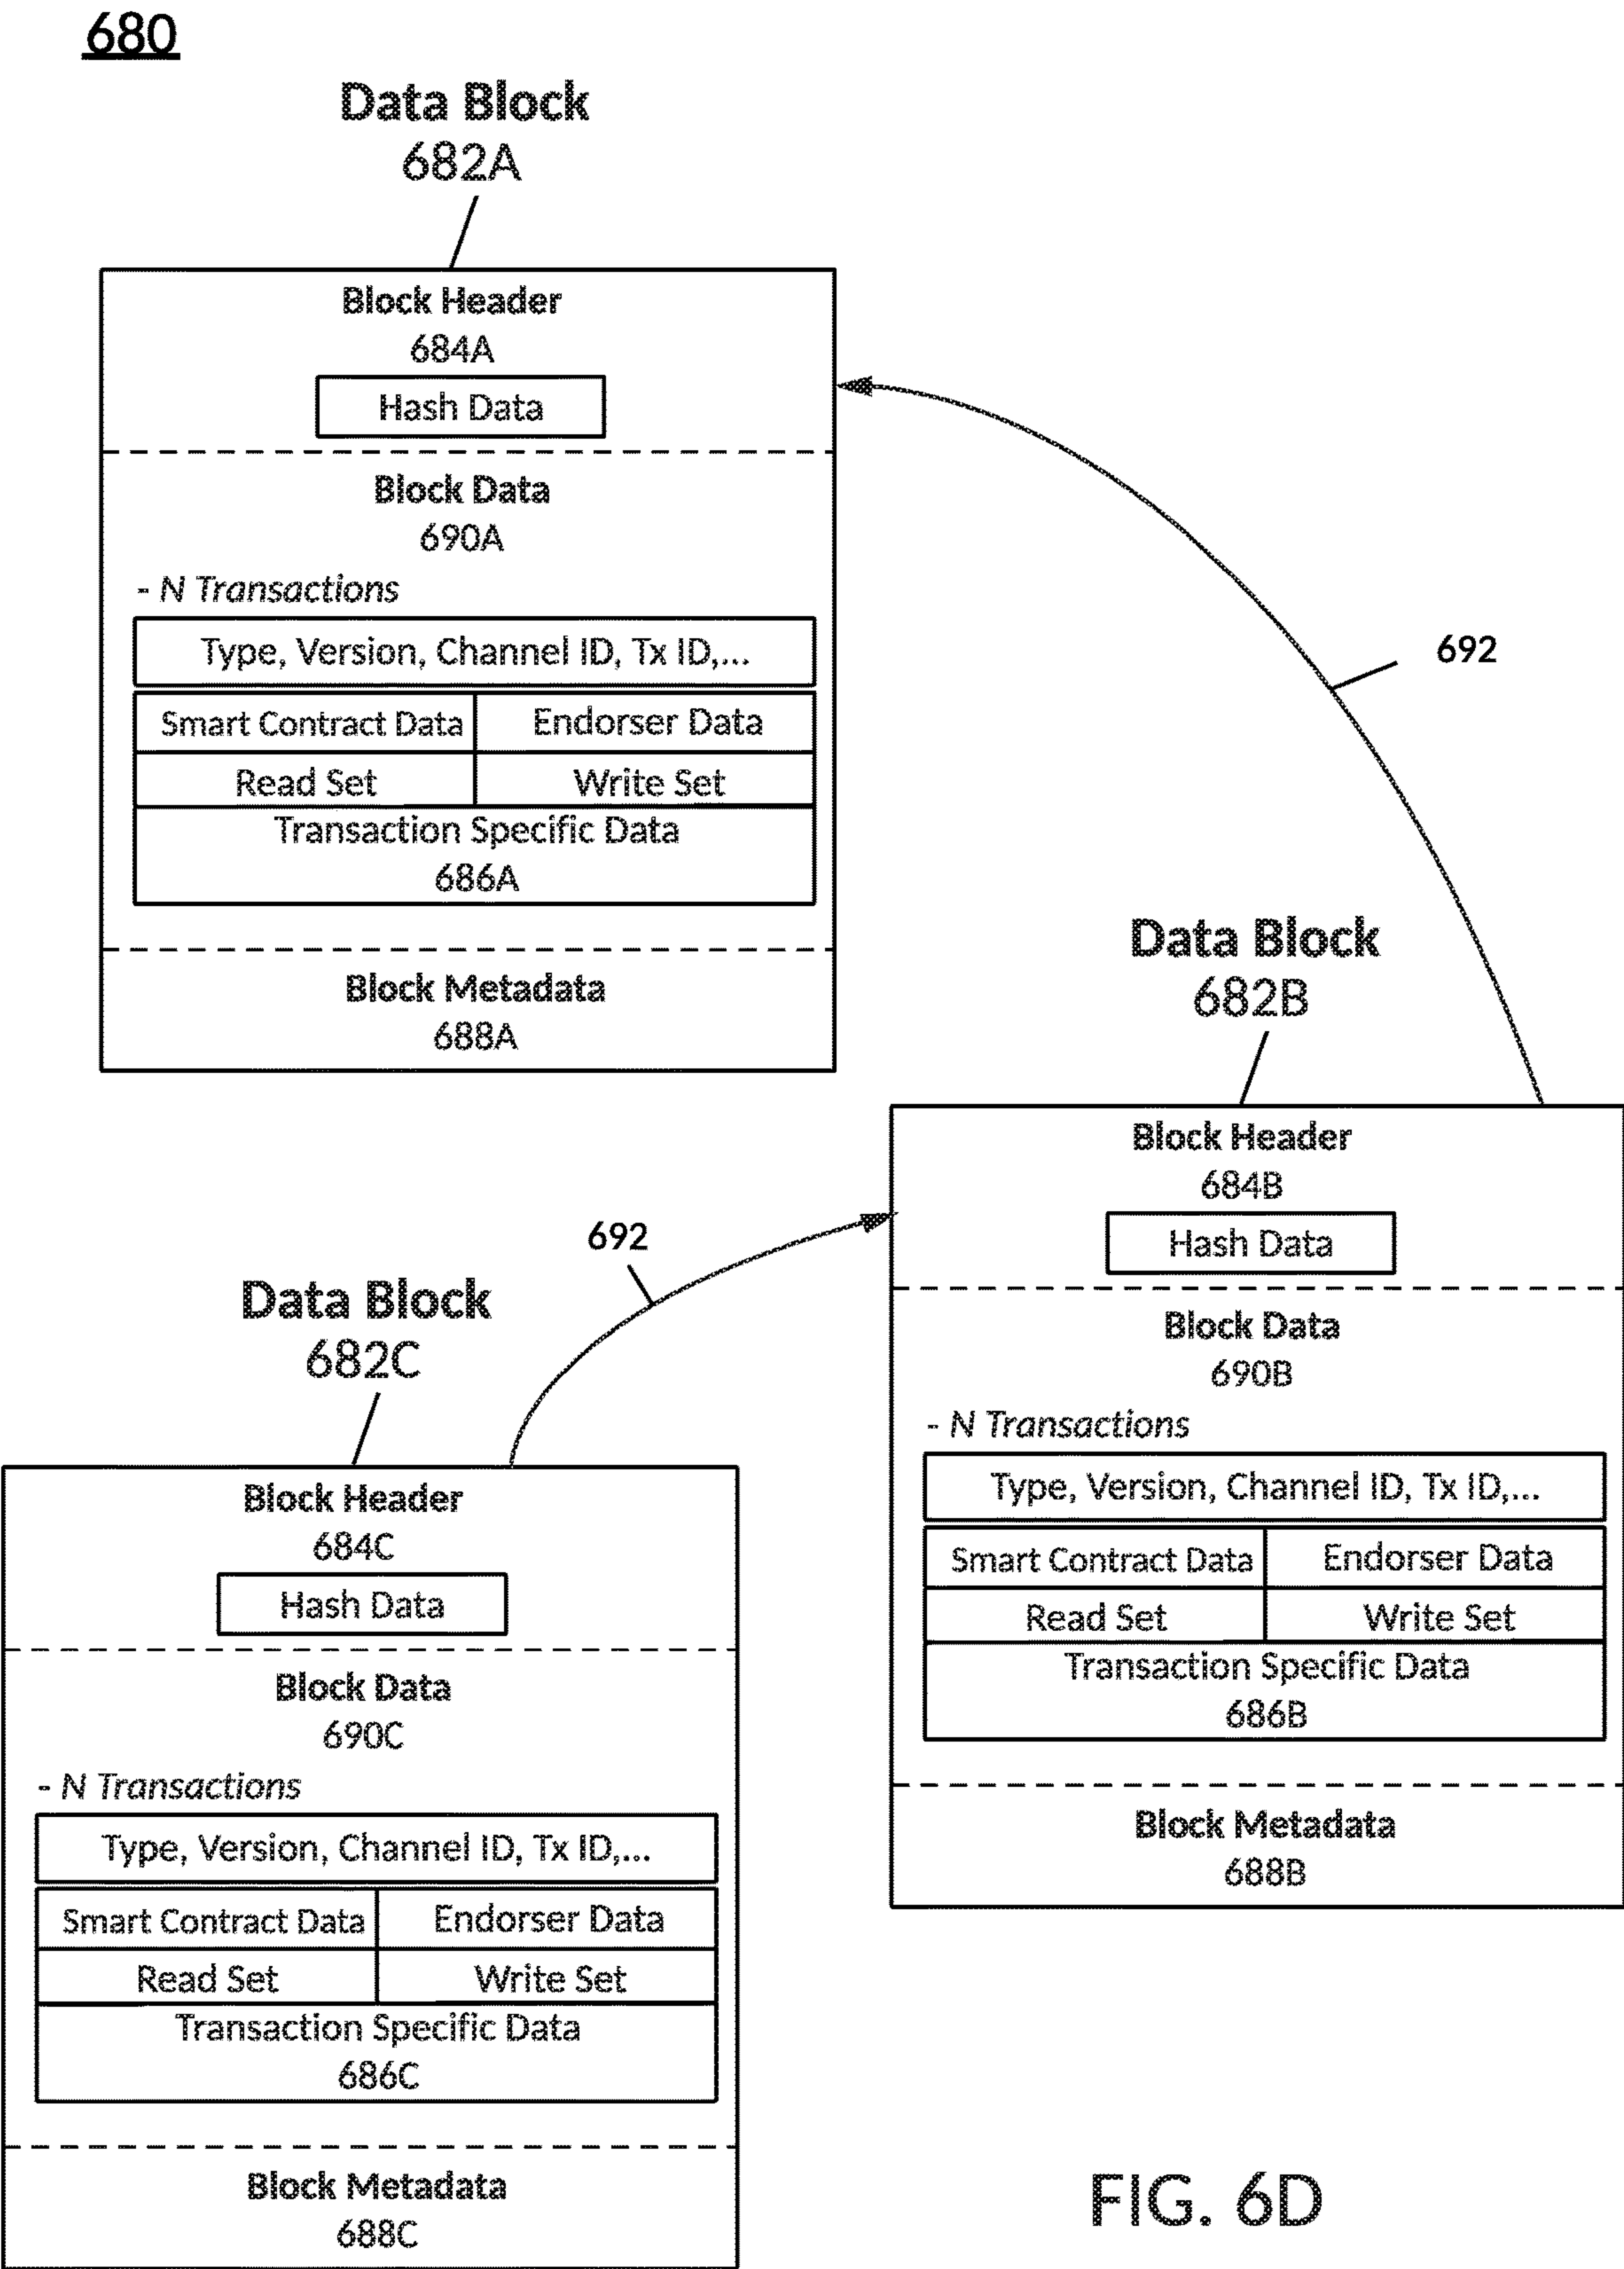 680
Data Block
682A
Block Header
684A
Hash Data
Block Data
690A
- N Transactions
Type, Version, Channel ID, Tx ID,...
Smart Contract Data Endorser Data
Read Set Write Set
Transaction Specific Data
686A
Block Metadata
688A
692
Data Block
682B
Block Header
684B
Hash Data
Block Data
690B
- N Transactions
Type, Version, Channel ID, Tx ID,...
Smart Contract Data Endorser Data
Read Set Write Set
Transaction Specific Data
686B
Block Metadata
688B
692
Data Block
682C
Block Header
684C
Hash Data
Block Data
690C
- N Transactions
Type, Version, Channel ID, Tx ID,...
Smart Contract Data Endorser Data
Read Set Write Set
Transaction Specific Data
686C
Block Metadata
688C
FIG. 6D